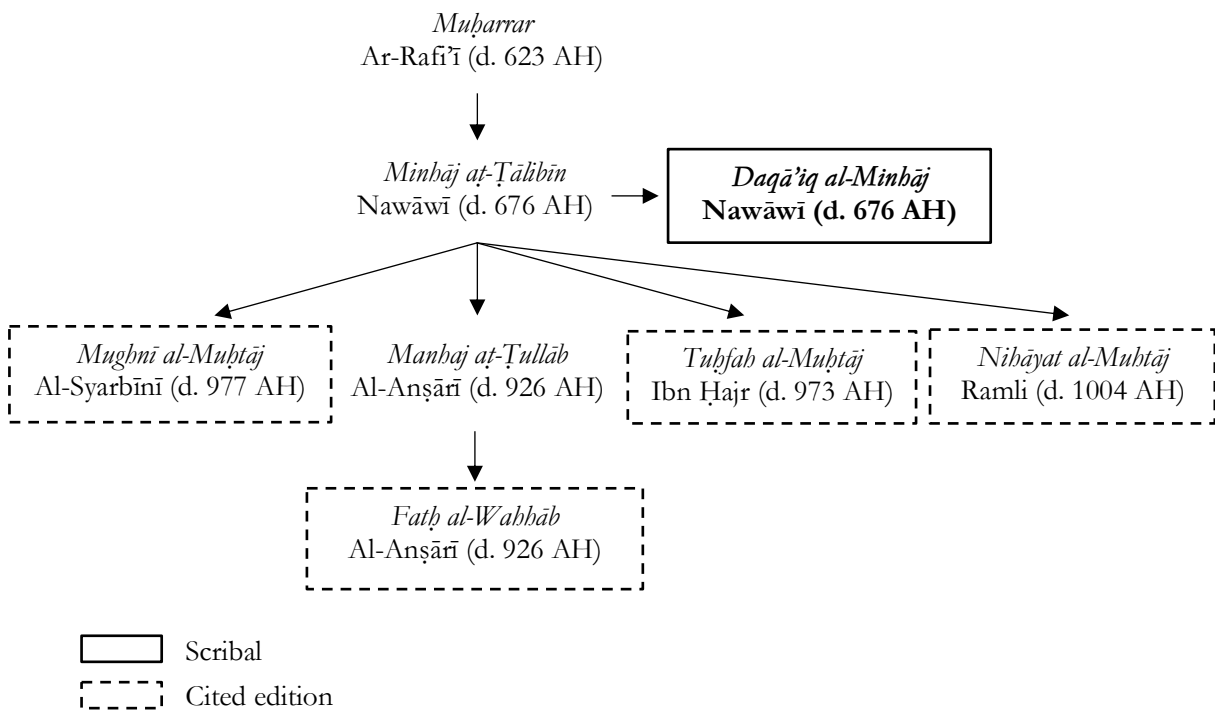 Muḥarrar
Ar-Rafi’ī (d. 623 AH)
Minhāj aṭ-Ṭālibīn
Nawāwī (d. 676 AH)
Daqā’iq al-Minhāj
Nawāwī (d. 676 AH)
Mughnī al-Muḥtāj
Al-Syarbīnī (d. 977 AH)
Manhaj aṭ-Ṭullāb
Al-Anṣārī (d. 926 AH)
Tuḥfah al-Muḥtāj
Ibn Ḥajr (d. 973 AH)
Nihāyat al-Muhtāj
Ramli (d. 1004 AH)
Fatḥ al-Wahhāb
Al-Anṣārī (d. 926 AH)
Scribal
Cited edition